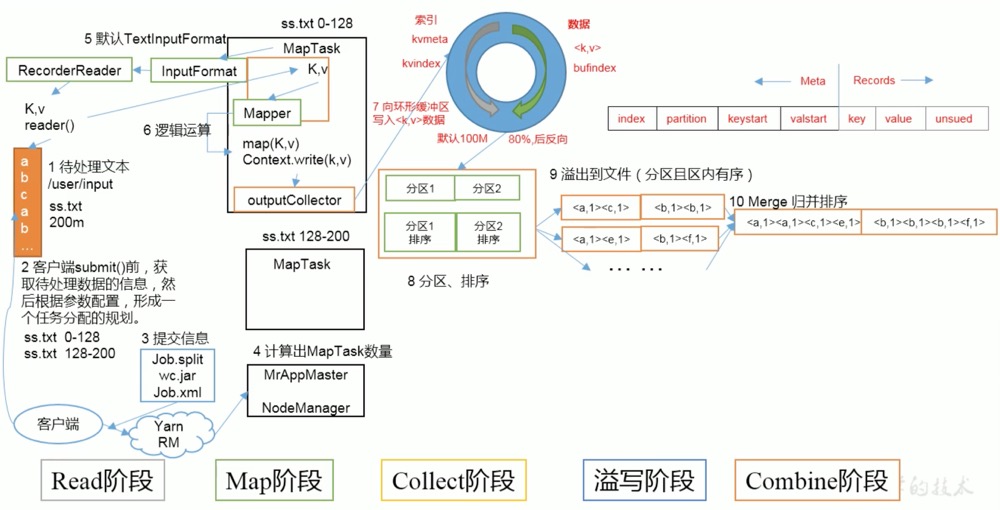 ss.txt 0-128
5 默认TextInputFormat
MapTask
RecorderReader
InputFormat
K,v
K,v
reader()
Mapper
6 逻辑运算
map(K,v)
Context.write(k,v)
outputCollector
a
b
c
a
b
...
1 待处理文本
/user/input
ss.txt
200m
2 客户端submit()前，获
取待处理数据的信息，然
后根据参数配置，形成一
个任务分配的规划。
ss.txt 0-128
ss.txt 128-200
3 提交信息
Job.split
wc.jar
Job.xml
客户端
Yarn
RM
ss.txt 128-200
MapTask
4 计算出MapTask数量
MrAppMaster
NodeManager
索引
kvmeta
kvindex
数据
<k,v>
bufindex
7 向环形缓冲区
写入<k,v>数据
默认100M
80%,后反向
Meta
Records
index
partition
keystart
valstart
key
value
unsued
分区1
分区2
分区1
排序
分区2
排序
8 分区、排序
9 溢出到文件（分区且区内有序）
<a,1><c,1>
<b,1><b,1>
<a,1><e,1>
<b,1><f,1>
... ...
10 Merge 归并排序
<a,1><a,1><c,1><e,1>
<b,1><b,1><b,1><f,1>
Read阶段
Map阶段
Collect阶段
溢写阶段
Combine阶段
的技术